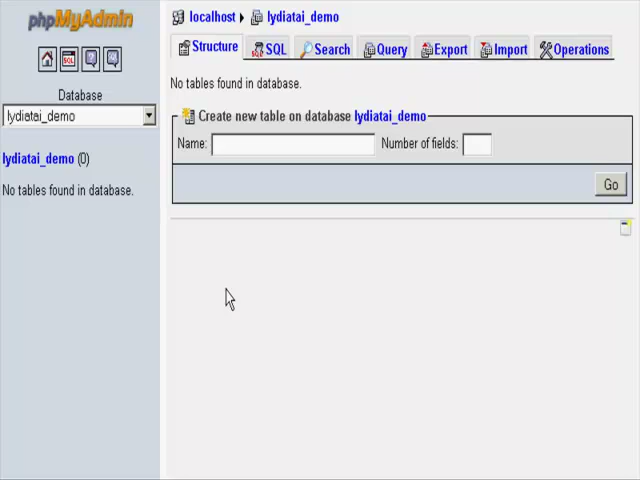 phpMyAdmin
Database
lydiatai_demo
lydiatai_demo (0)
No tables found in database.
localhost lydiatai_demo
Structure SQL Search Query Export Import Operations
No tables found in database.
Create new table on database lydiatai_demo
Name: Number of fields:
Go